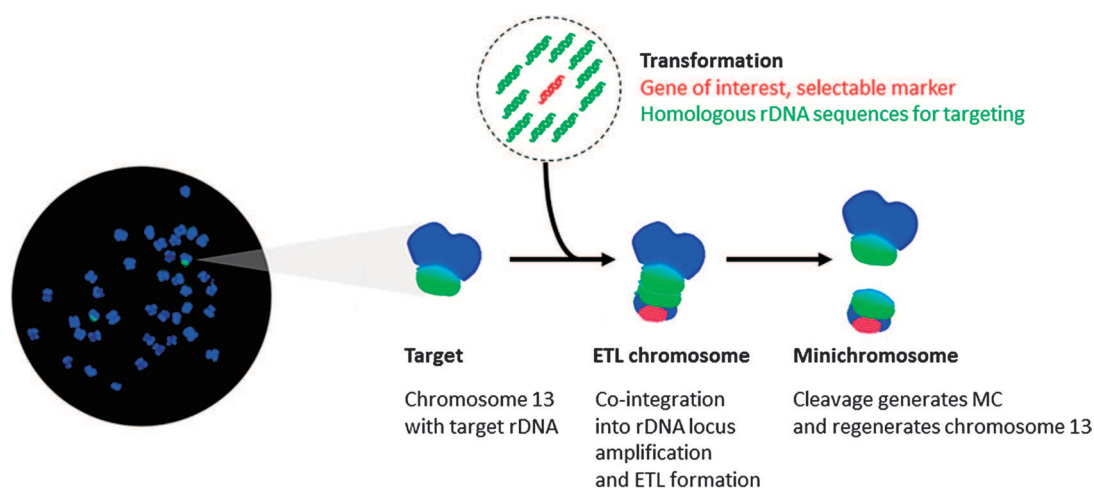 Transformation
Gene of interest, selectable marker
Homologous rDNA sequences for targeting
Target
Chromosome 13
with target rDNA
ETL chromosome
Co-integration
into rDNA locus
amplification
and ETL formation
Minichromosome
Cleavage generates MC
and regenerates chromosome 13